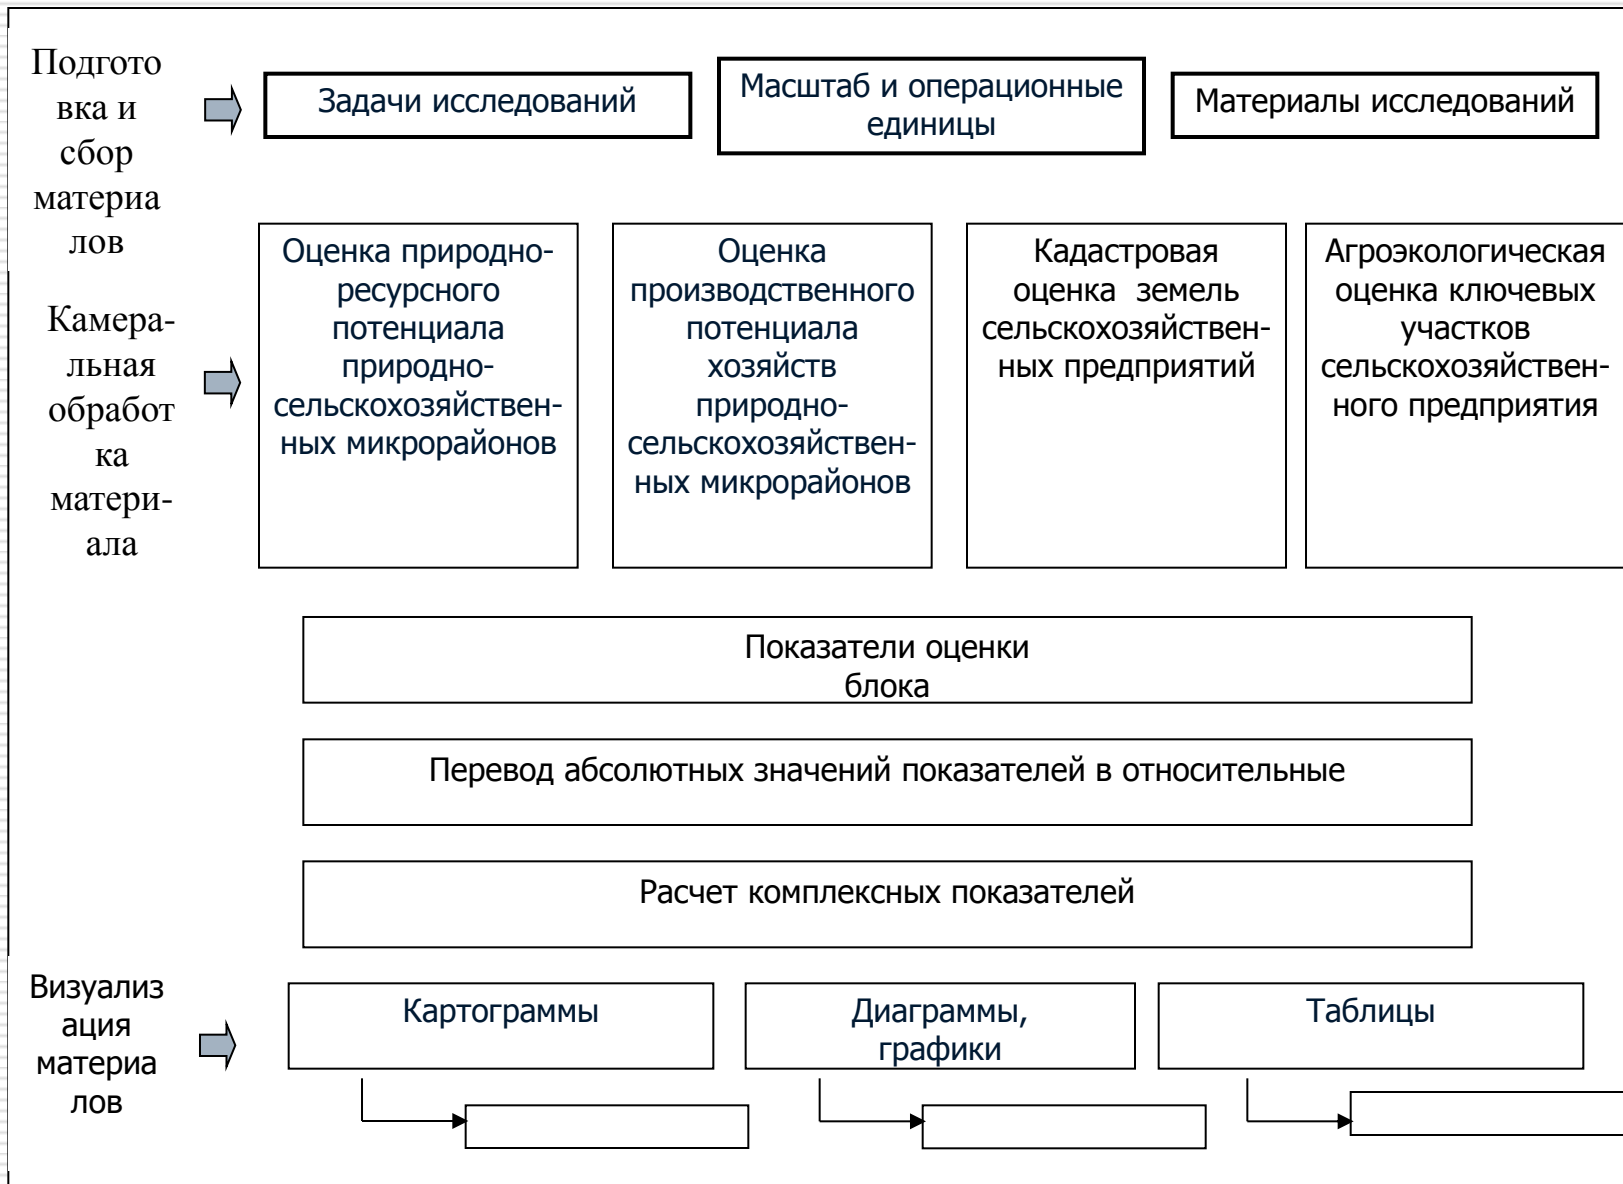 Подгото
вка и
сбор
материа
лов
Задачи исследований
Масштаб и операционные
единицы
Материалы исследований
Камера-
льная
обработ
ка
матери-
ала
Оценка природно-
ресурсного
потенциала
природно-
сельскохозяйствен-
ных микрорайонов
Оценка
производственного
потенциала
хозяйств
природно-
сельскохозяйствен-
ных микрорайонов
Кадастровая
оценка земель
сельскохозяйствен-
ных предприятий
Агроэкологическая
оценка ключевых
участков
сельскохозяйствен-
ного предприятия
Показатели оценки
блока
Перевод абсолютных значений показателей в относительные
Расчет комплексных показателей
Визуализ
ация
материа
лов
Картограммы
Диаграммы,
графики
Таблицы